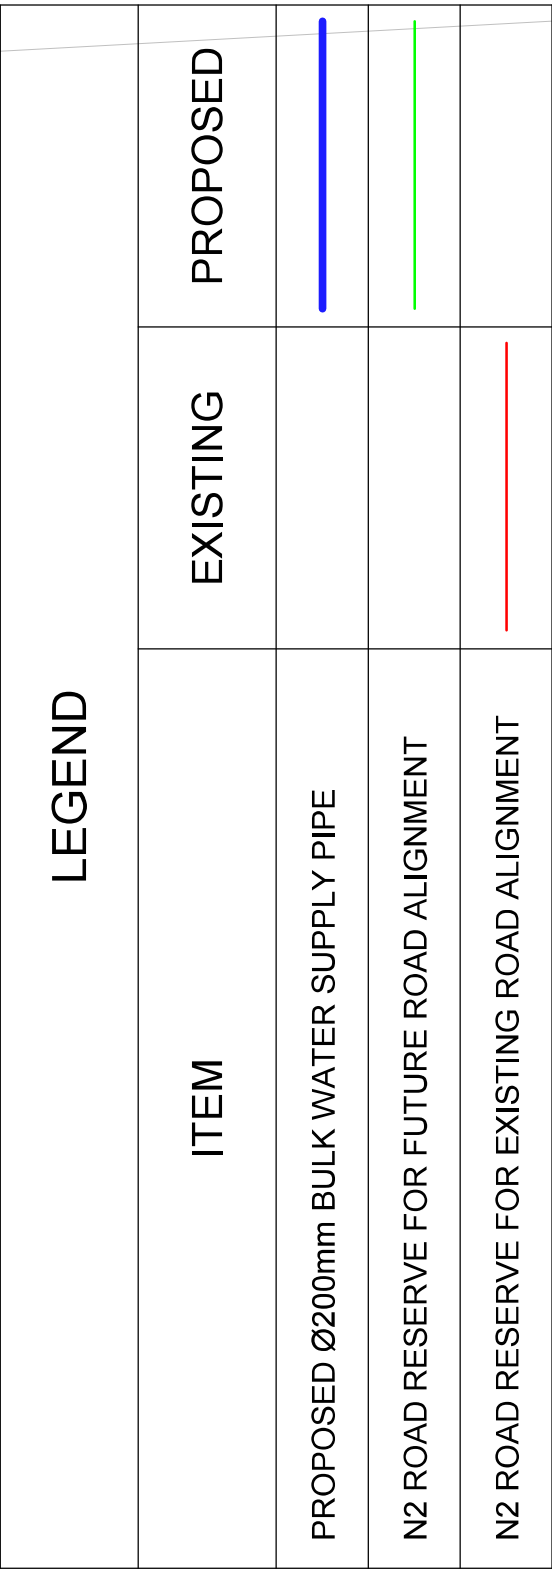 LEGEND
ITEM EXISTING PROPOSED
PROPOSED Ø200mm BULK WATER SUPPLY PIPE
N2 ROAD RESERVE FOR FUTURE ROAD ALIGNMENT
N2 ROAD RESERVE FOR EXISTING ROAD ALIGNMENT